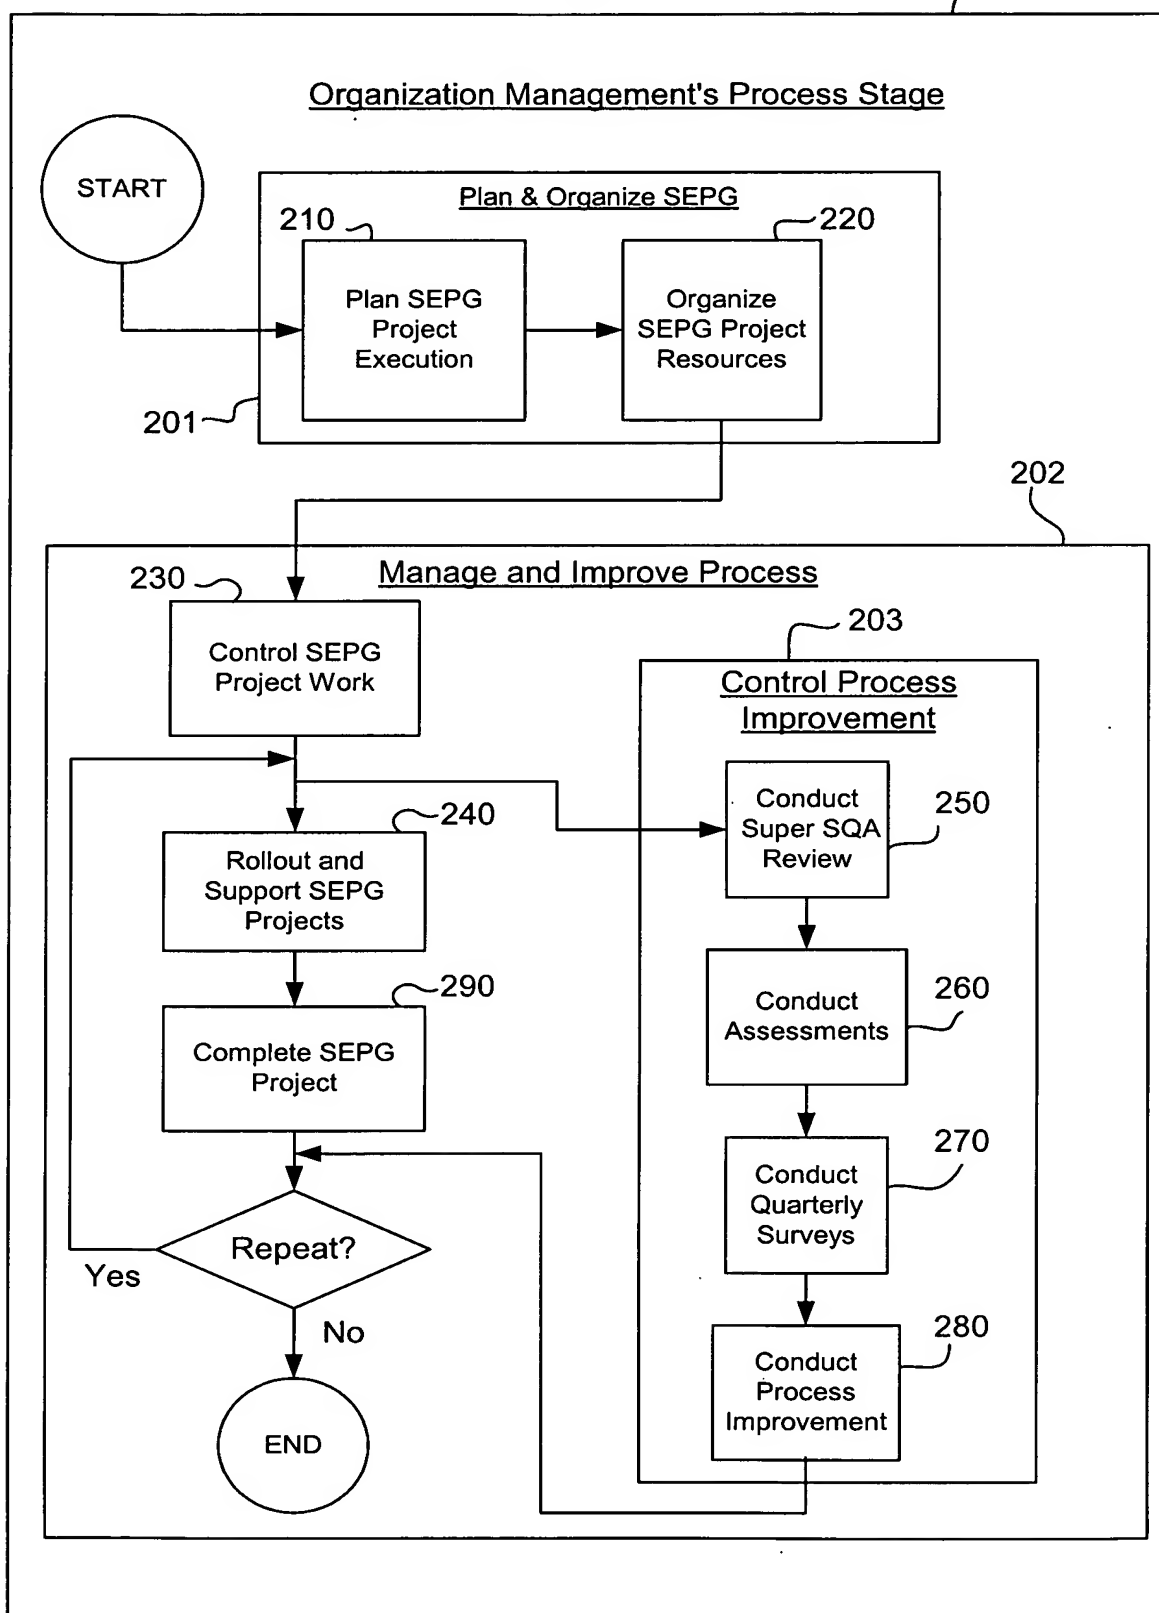 Organization Management's Process Stage
START
Plan & Organize SEPG
210
220
Plan SEPG
Project
Execution
Organize
SEPG Project
Resources
201
202
Manage and Improve Process
230
Control SEPG
Project Work
203
Control Process
Improvement
240
Rollout and
Support SEPG
Projects
Conduct
Super SQA
Review
250
290
Complete SEPG
Project
Conduct
Assessments
260
Repeat?
Yes
No
Conduct
Quarterly
Surveys
270
END
Conduct
Process
Improvement
280